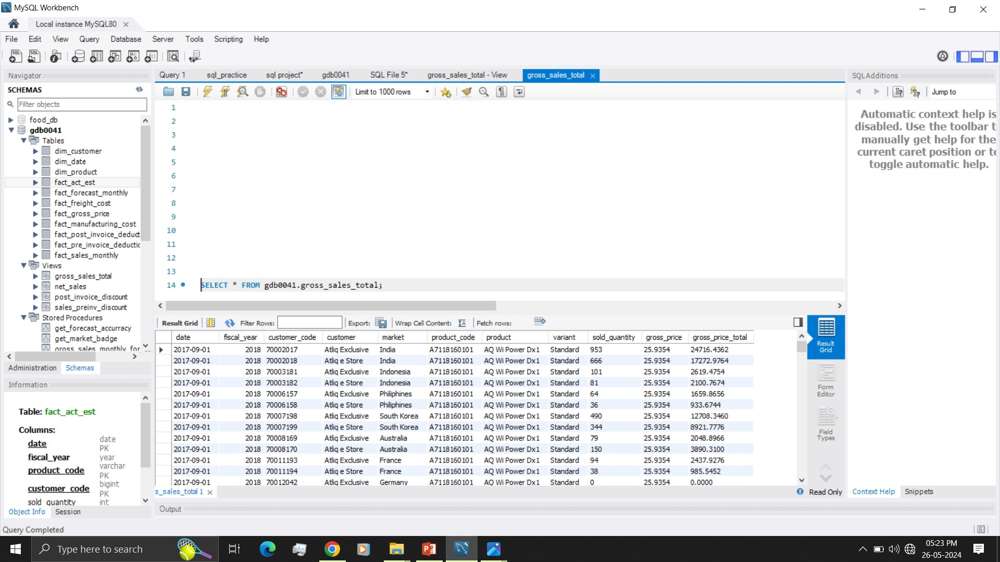 MySQL Workbench
Local instance MySQL80
File Edit View Query Database Server Tools Scripting Help
Navigator
SCHEMAS
Filter objects
food_db
gdb0041
Tables
dim_customer
dim_date
dim_product
fact_act_est
fact_forecast_monthly
fact_freight_cost
fact_gross_price
fact_manufacturing_cost
fact_post_invoice_deduct
fact_pre_invoice_deductic
fact_sales_monthly
Views
gross_sales_total
net_sales
post_invoice_discount
sales_preinv_discount
Stored Procedures
get_forecast_accurracy
get_market_badge
gross_sales_monthly_for
Administration Schemas
Information
Table: fact_act_est
Columns:
date date PK
fiscal_year year
product_code varchar PK
customer_code bigint PK
sold_quantity int
Object Info Session
Query Completed
Query 1 sql_practice sql project* gdb0041 SQL File 5* gross_sales_total - View gross_sales_total
Limit to 1000 rows
1
2
3
4
5
6
7
8
9
10
11
12
13
14 SELECT * FROM gdb0041.gross_sales_total;
Result Grid Filter Rows: Export: Wrap Cell Content: Fetch rows:
date fiscal_year customer_code customer market product_code product variant sold_quantity gross_price gross_price_total
2017-09-01 2018 70002017 Atliq Exclusive India A7118160101 AQ Wi Power Dx1 Standard 953 25.9354 24716.4362
2017-09-01 2018 70002018 Atliq e Store India A7118160101 AQ Wi Power Dx1 Standard 666 25.9354 17272.9764
2017-09-01 2018 70003181 Atliq Exclusive Indonesia A7118160101 AQ Wi Power Dx1 Standard 101 25.9354 2619.4754
2017-09-01 2018 70003182 Atliq e Store Indonesia A7118160101 AQ Wi Power Dx1 Standard 81 25.9354 2100.7674
2017-09-01 2018 70006157 Atliq Exclusive Philiphines A7118160101 AQ Wi Power Dx1 Standard 64 25.9354 1659.8656
2017-09-01 2018 70006158 Atliq e Store Philiphines A7118160101 AQ Wi Power Dx1 Standard 36 25.9354 933.6744
2017-09-01 2018 70007198 Atliq Exclusive South Korea A7118160101 AQ Wi Power Dx1 Standard 490 25.9354 12708.3460
2017-09-01 2018 70007199 Atliq e Store South Korea A7118160101 AQ Wi Power Dx1 Standard 344 25.9354 8921.7776
2017-09-01 2018 70008169 Atliq Exclusive Australia A7118160101 AQ Wi Power Dx1 Standard 79 25.9354 2048.8966
2017-09-01 2018 70008170 Atliq e Store Australia A7118160101 AQ Wi Power Dx1 Standard 150 25.9354 3890.3100
2017-09-01 2018 70011193 Atliq Exclusive France A7118160101 AQ Wi Power Dx1 Standard 94 25.9354 2437.9276
2017-09-01 2018 70011194 Atliq e Store France A7118160101 AQ Wi Power Dx1 Standard 38 25.9354 985.5452
2017-09-01 2018 70012042 Atliq Exclusive Germany A7118160101 AQ Wi Power Dx1 Standard 0 25.9354 0.0000
s_sales_total 1
Result Grid
Form Editor
Field Types
Read Only
Output
SQLAdditions
Jump to
Automatic context help is
disabled. Use the toolbar t
manually get help for the
current caret position or to
toggle automatic help.
Context Help Snippets
Type here to search
05:23 PM
26-05-2024